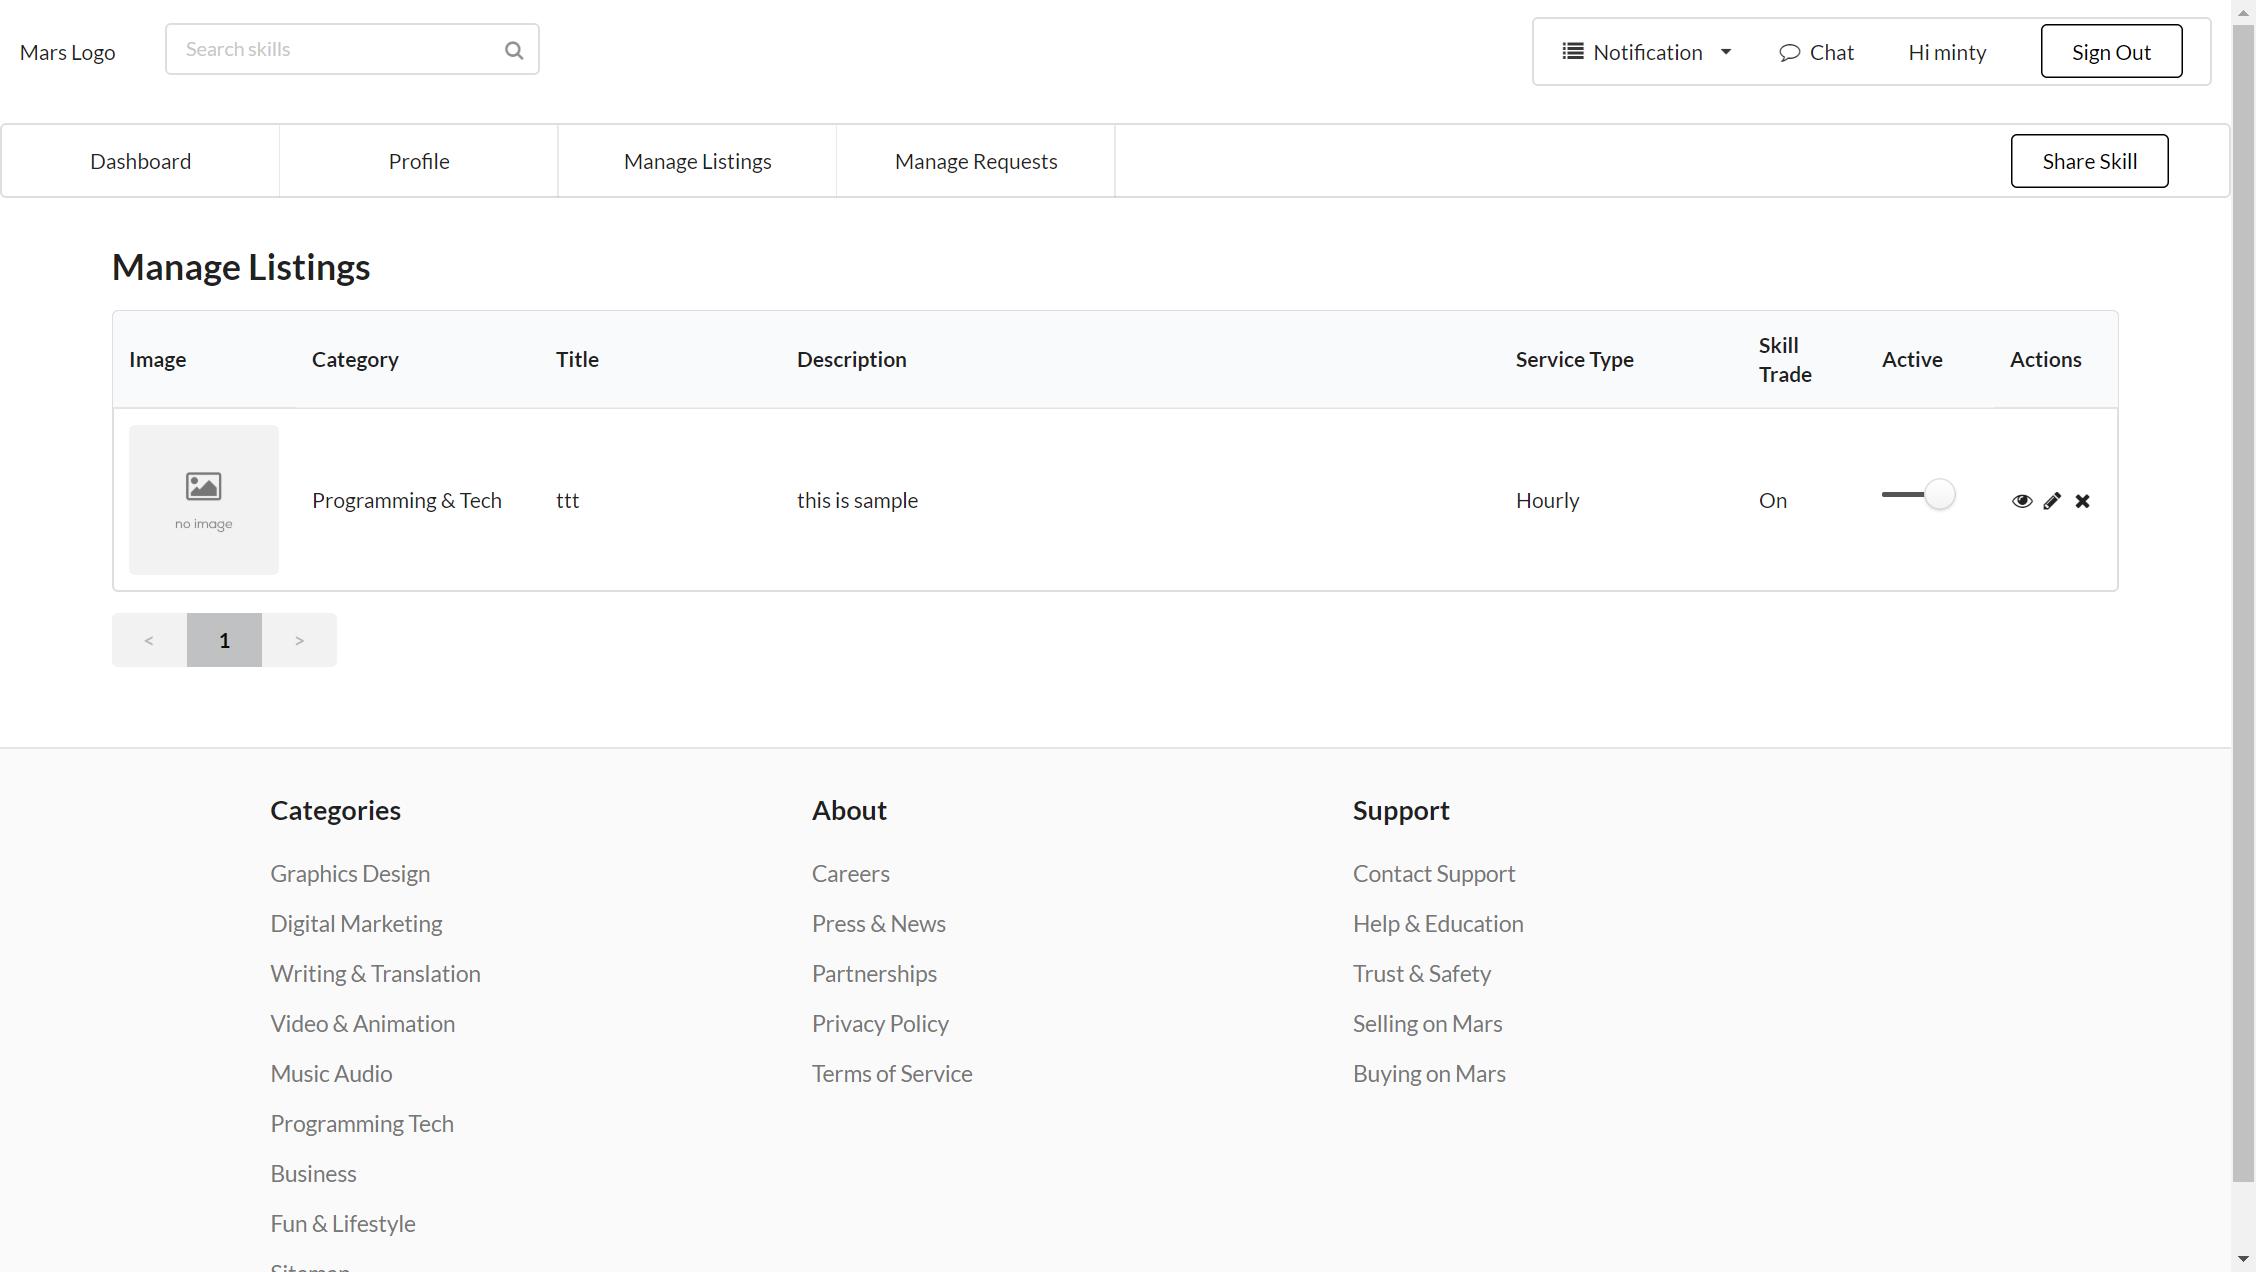 Mars Logo
Search skills
Notification
Chat
Hi minty
Sign Out
Dashboard
Profile
Manage Listings
Manage Requests
Share Skill
Manage Listings
Image
Category
Title
Description
Service Type
Skill
Trade
Active
Actions
no image
Programming & Tech
ttt
this is sample
Hourly
On
<
1
>
Categories
Graphics Design
Digital Marketing
Writing & Translation
Video & Animation
Music Audio
Programming Tech
Business
Fun & Lifestyle
Sitemap
About
Careers
Press & News
Partnerships
Privacy Policy
Terms of Service
Support
Contact Support
Help & Education
Trust & Safety
Selling on Mars
Buying on Mars